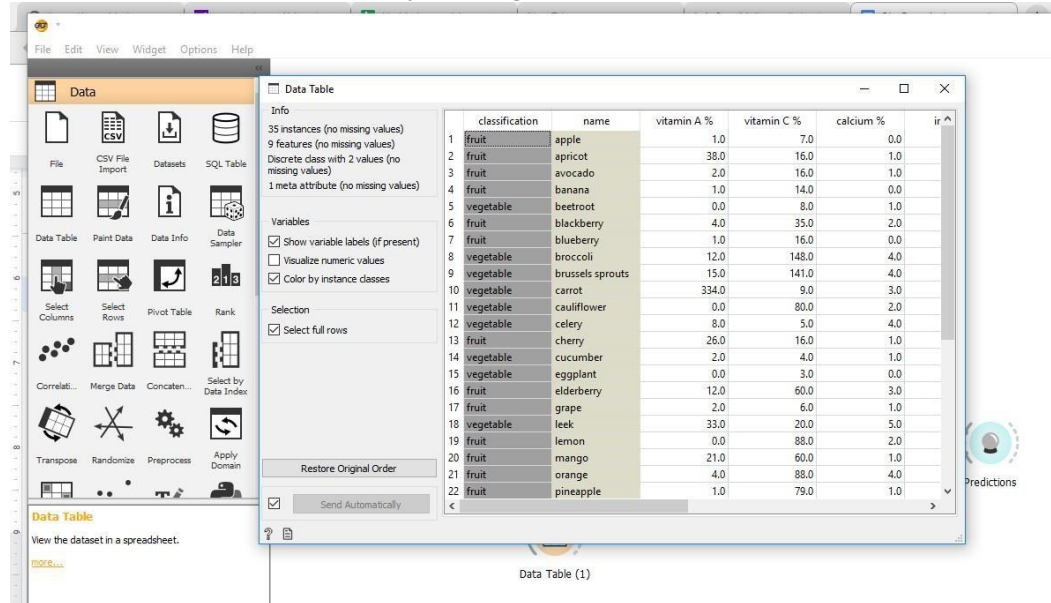 File Edit View Widget Options Help
Data
File CSV File Import Datasets SQL Table
Data Table Paint Data Data Info Data Sampler
Select Columns Select Rows Pivot Table Rank
Correlati... Merge Data Concaten... Select by Data Index
Transpose Randomize Preprocess Apply Domain
Data Table
View the dataset in a spreadsheet.
more...
Data Table
Info
35 instances (no missing values)
9 features (no missing values)
Discrete class with 2 values (no
missing values)
1 meta attribute (no missing values)
Variables
Show variable labels (if present)
Visualize numeric values
Color by instance classes
Selection
Select full rows
Restore Original Order
Send Automatically
classification name vitamin A % vitamin C % calcium % ir
1 fruit apple 1.0 7.0 0.0
2 fruit apricot 38.0 16.0 1.0
3 fruit avocado 2.0 16.0 1.0
4 fruit banana 1.0 14.0 0.0
5 vegetable beetroot 0.0 8.0 1.0
6 fruit blackberry 4.0 35.0 2.0
7 fruit blueberry 1.0 16.0 0.0
8 vegetable broccoli 12.0 148.0 4.0
9 vegetable brussels sprouts 15.0 141.0 4.0
10 vegetable carrot 334.0 9.0 3.0
11 vegetable cauliflower 0.0 80.0 2.0
12 vegetable celery 8.0 5.0 4.0
13 fruit cherry 26.0 16.0 1.0
14 vegetable cucumber 2.0 4.0 1.0
15 vegetable eggplant 0.0 3.0 0.0
16 fruit elderberry 12.0 60.0 3.0
17 fruit grape 2.0 6.0 1.0
18 vegetable leek 33.0 20.0 5.0
19 fruit lemon 0.0 88.0 2.0
20 fruit mango 21.0 60.0 1.0
21 fruit orange 4.0 88.0 4.0
22 fruit pineapple 1.0 79.0 1.0
Predictions
Data Table (1)